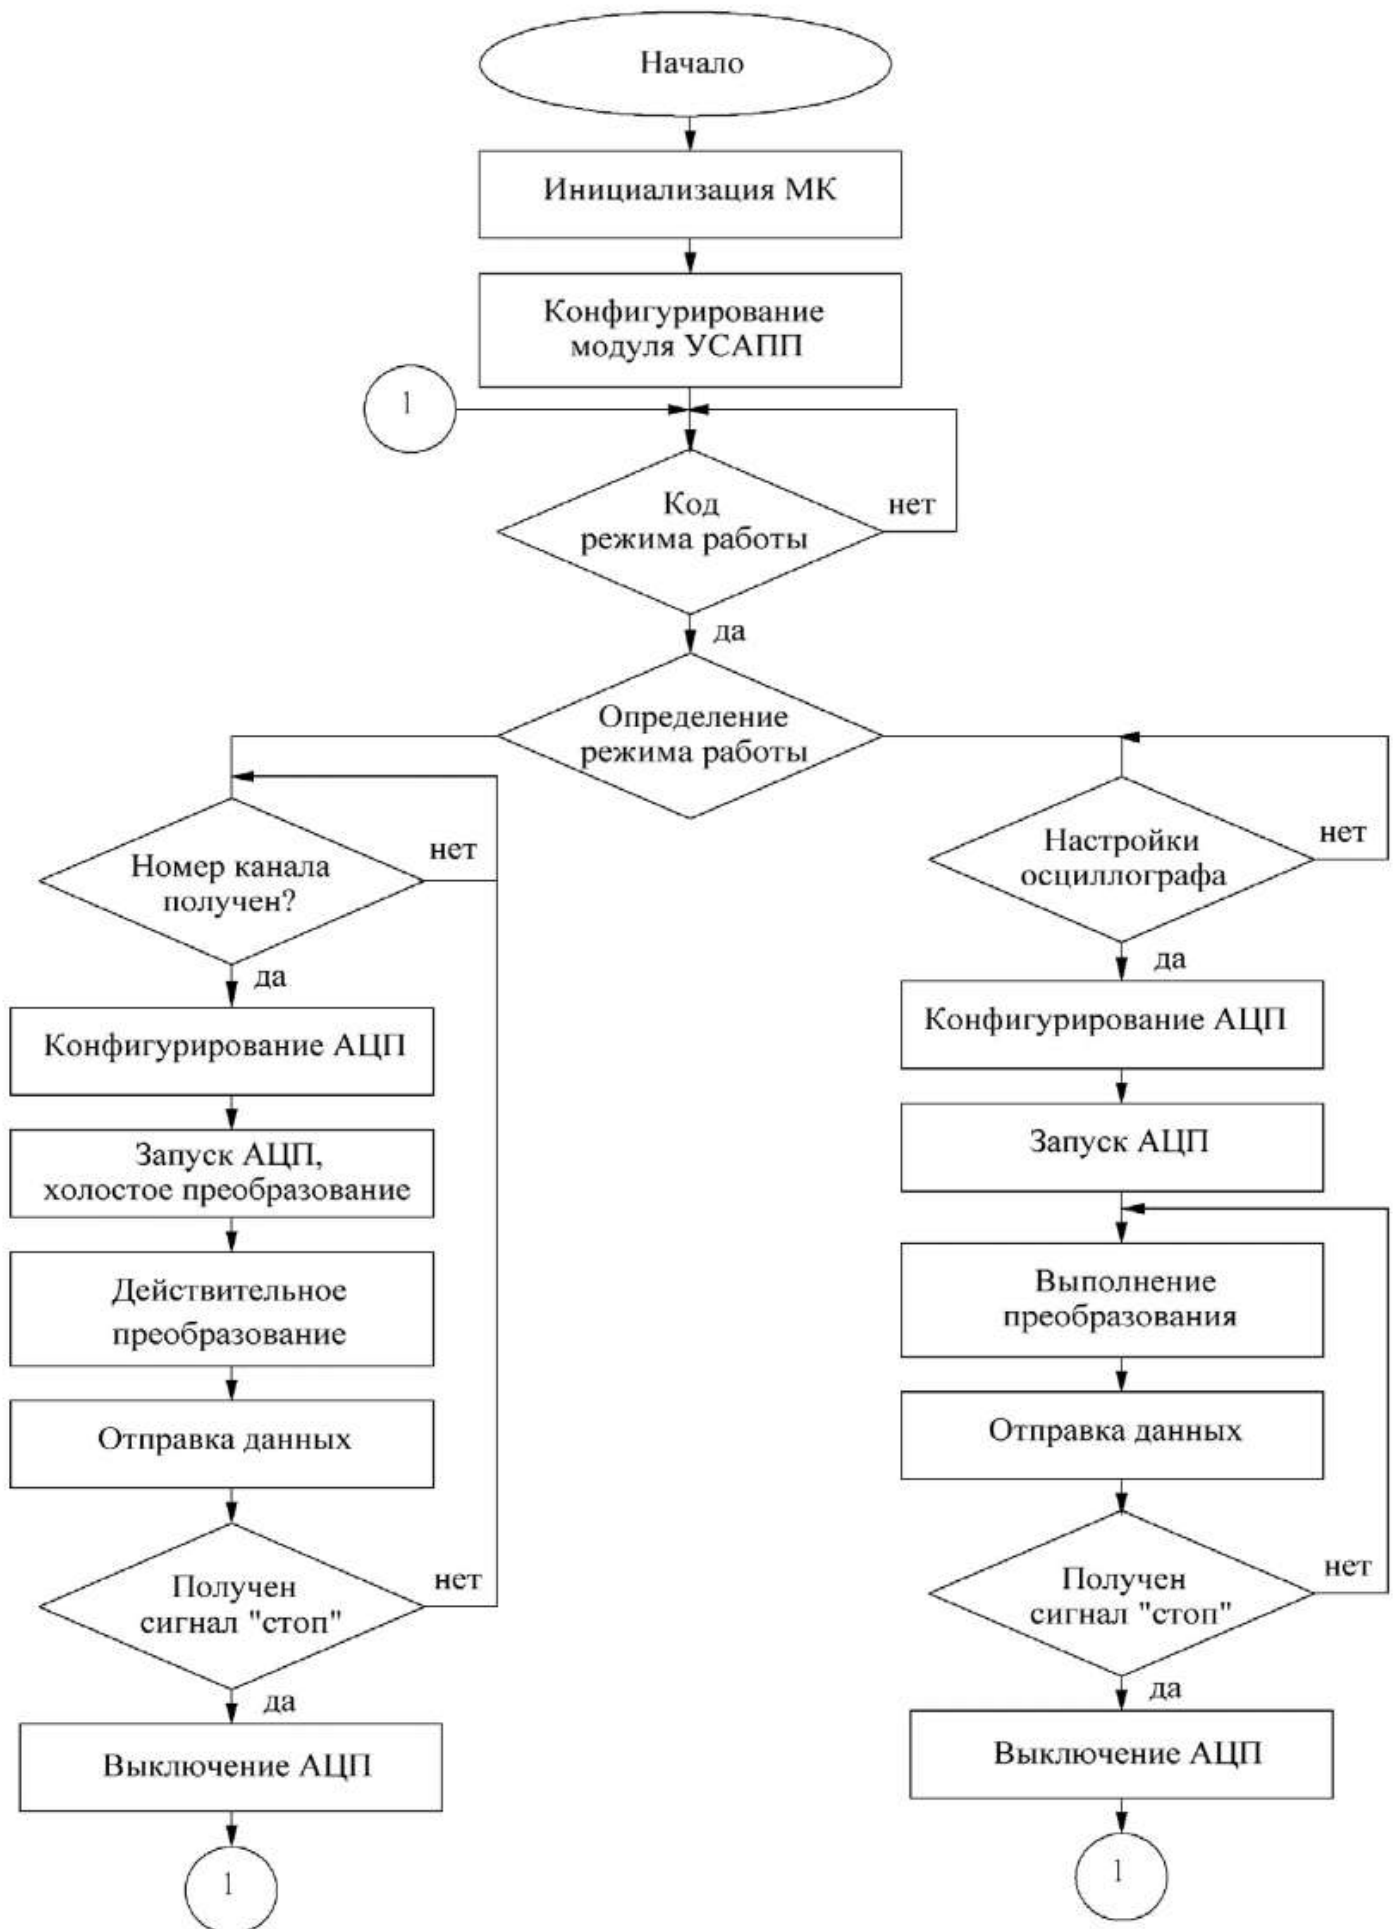 Начало
Инициализация МК
Конфигурирование
модуля УСАПП
1
Код
режима работы
нет
да
Определение
режима работы
Номер канала
получен?
нет
да
Конфигурирование АЦП
Запуск АЦП,
холостое преобразование
Действительное
преобразование
Отправка данных
Получен
сигнал "стоп"
нет
да
Выключение АЦП
1
Настройки
осциллографа
нет
да
Конфигурирование АЦП
Запуск АЦП
Выполнение
преобразования
Отправка данных
Получен
сигнал "стоп"
нет
да
Выключение АЦП
1